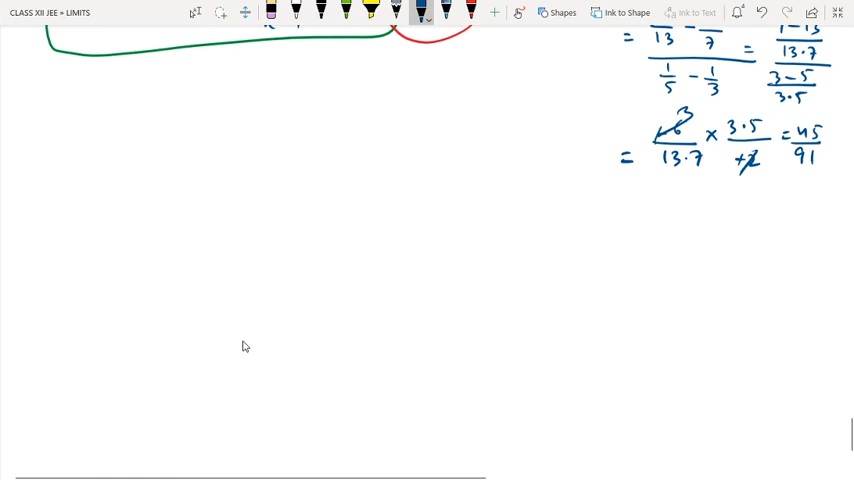 CLASS XII JEE » LIMITS
Shapes
Ink to Shape
Ink to Text
= 13 - 7 = 7-13 / 13·7
1/5 - 1/3
3-5 / 3·5
= -6 3 / 13·7 × 3·5 / +2 = 45/91